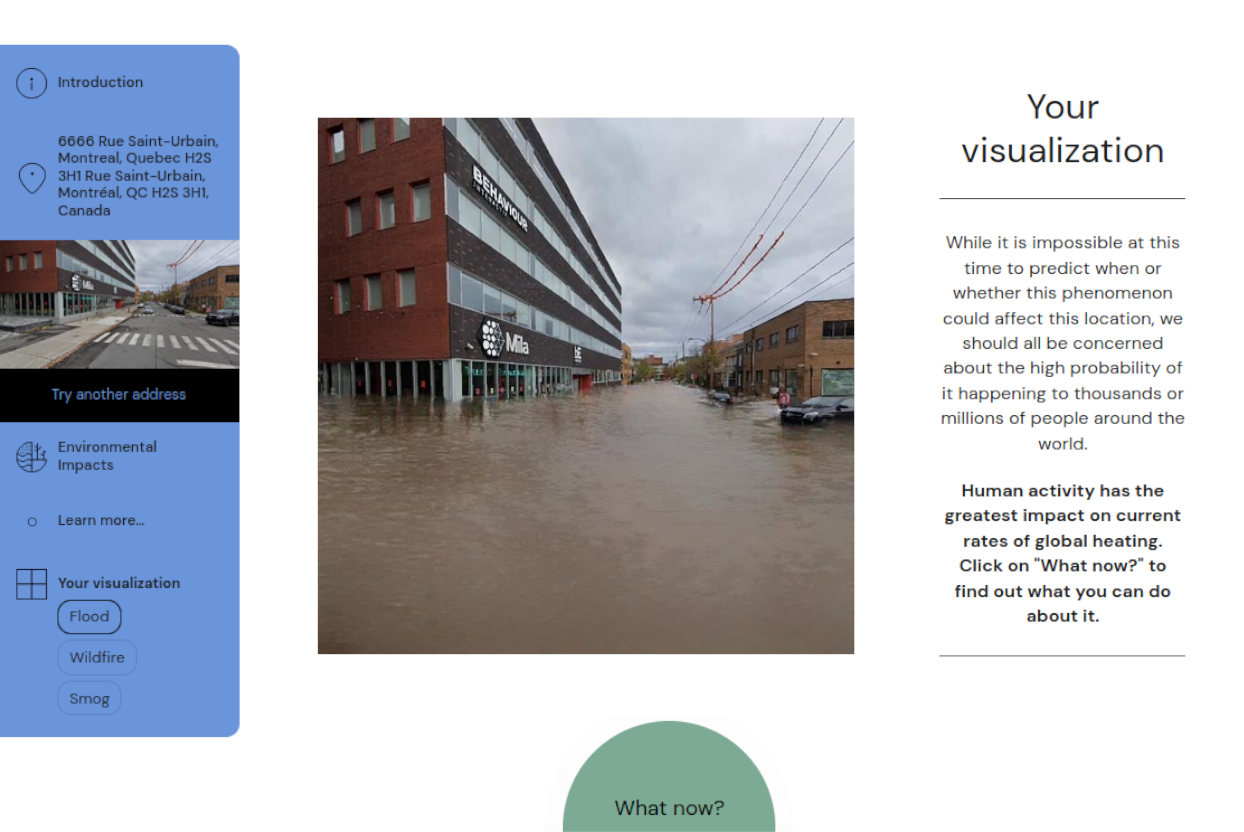 Introduction
6666 Rue Saint-Urbain,
Montreal, Quebec H2S
3H1 Rue Saint-Urbain,
Montréal, QC H2S 3H1,
Canada
Mila
Try another address
Environmental
Impacts
Learn more...
Your visualization
Flood
Wildfire
Smog
BEHAVIOUR
Mila
Your
visualization
While it is impossible at this
time to predict when or
whether this phenomenon
could affect this location, we
should all be concerned
about the high probability of
it happening to thousands or
millions of people around the
world.
Human activity has the
greatest impact on current
rates of global heating.
Click on "What now?" to
find out what you can do
about it.
What now?